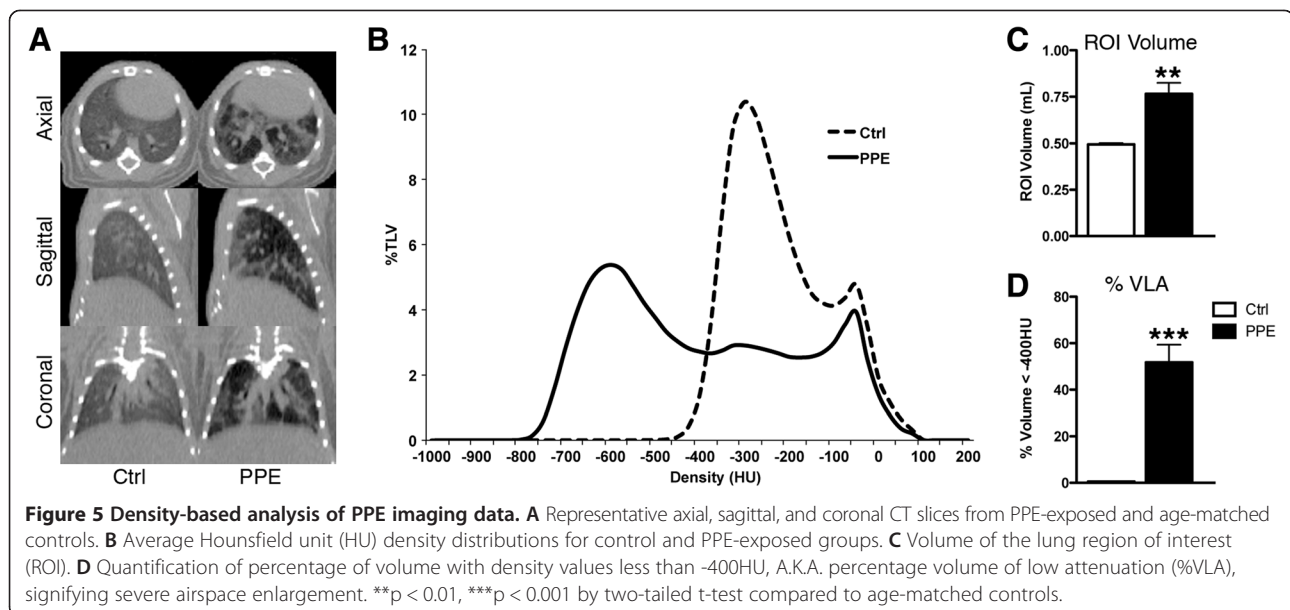 A
Axial
Sagittal
Coronal
Ctrl
PPE
B
12
10
8
6
4
2
0
%TLV
-1000 -900 -800 -700 -600 -500 -400 -300 -200 -100 0 100 200
Density (HU)
Ctrl
PPE
C
ROI Volume
1.00
0.75
0.50
0.25
0.00
ROI Volume (mL)
**
D
% VLA
80
60
40
20
0
% Volume < -400HU
***
Ctrl
PPE
Figure 5 Density-based analysis of PPE imaging data. A Representative axial, sagittal, and coronal CT slices from PPE-exposed and age-matched
controls. B Average Hounsfield unit (HU) density distributions for control and PPE-exposed groups. C Volume of the lung region of interest
(ROI). D Quantification of percentage of volume with density values less than -400HU, A.K.A. percentage volume of low attenuation (%VLA),
signifying severe airspace enlargement. **p < 0.01, ***p < 0.001 by two-tailed t-test compared to age-matched controls.